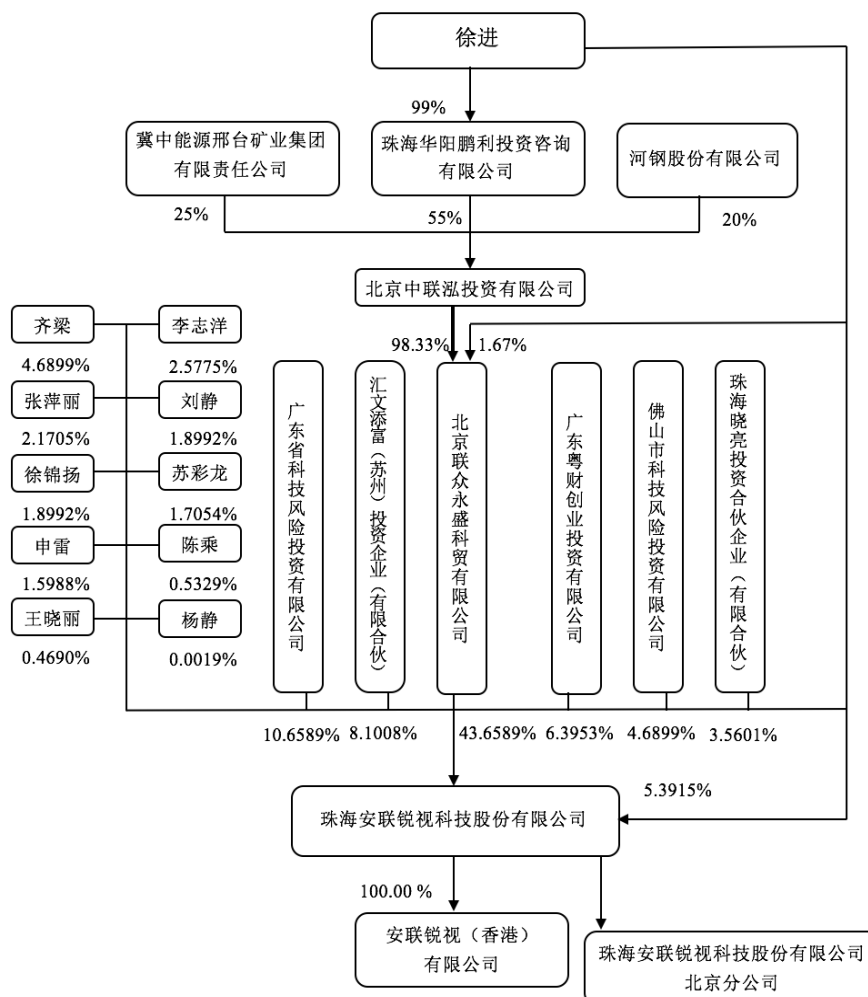 徐进
99%
冀中能源邢台矿业集团
有限责任公司
珠海华阳鹏利投资咨询
有限公司
河钢股份有限公司
25%
55%
20%
北京中联泓投资有限公司
98.33%
1.67%
齐梁
李志洋
4.6899%
2.5775%
张萍丽
刘静
2.1705%
1.8992%
徐锦扬
苏彩龙
1.8992%
1.7054%
申雷
陈乘
1.5988%
0.5329%
王晓丽
杨静
0.4690%
0.0019%
广东省科技风险投资有限公司
汇文添富（苏州）投资企业（有限合伙）
北京联众永盛科贸有限公司
广东粤财创业投资有限公司
佛山市科技风险投资有限公司
珠海晓亮投资合伙企业（有限合伙）
10.6589%
8.1008%
43.6589%
6.3953%
4.6899%
3.5601%
5.3915%
珠海安联锐视科技股份有限公司
100.00 %
安联锐视（香港）
有限公司
珠海安联锐视科技股份有限公司
北京分公司